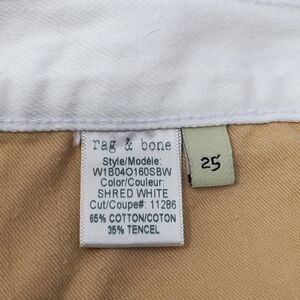 rag & bone
Style/Modèle:
W1B04O160SBW
Color/Couleur:
SHRED WHITE
Cut/Coupe#: 11286
65% COTTON/COTON
35% TENCEL
25